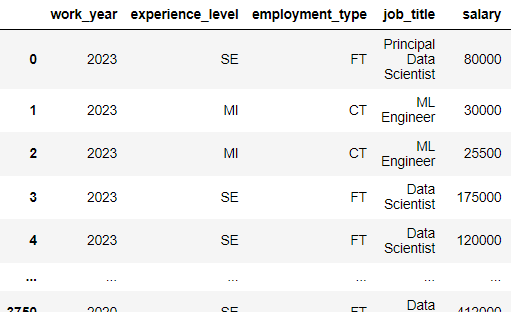 work_year experience_level employment_type job_title salary
Principal
0 2023 SE FT Data 80000
Scientist
1 2023 MI CT ML 30000
Engineer
2 2023 MI CT ML 25500
Engineer
3 2023 SE FT Data 175000
Scientist
4 2023 SE FT Data 120000
Scientist
... ... ... ... ... ...
Data
3750 2020 SE FT 412000